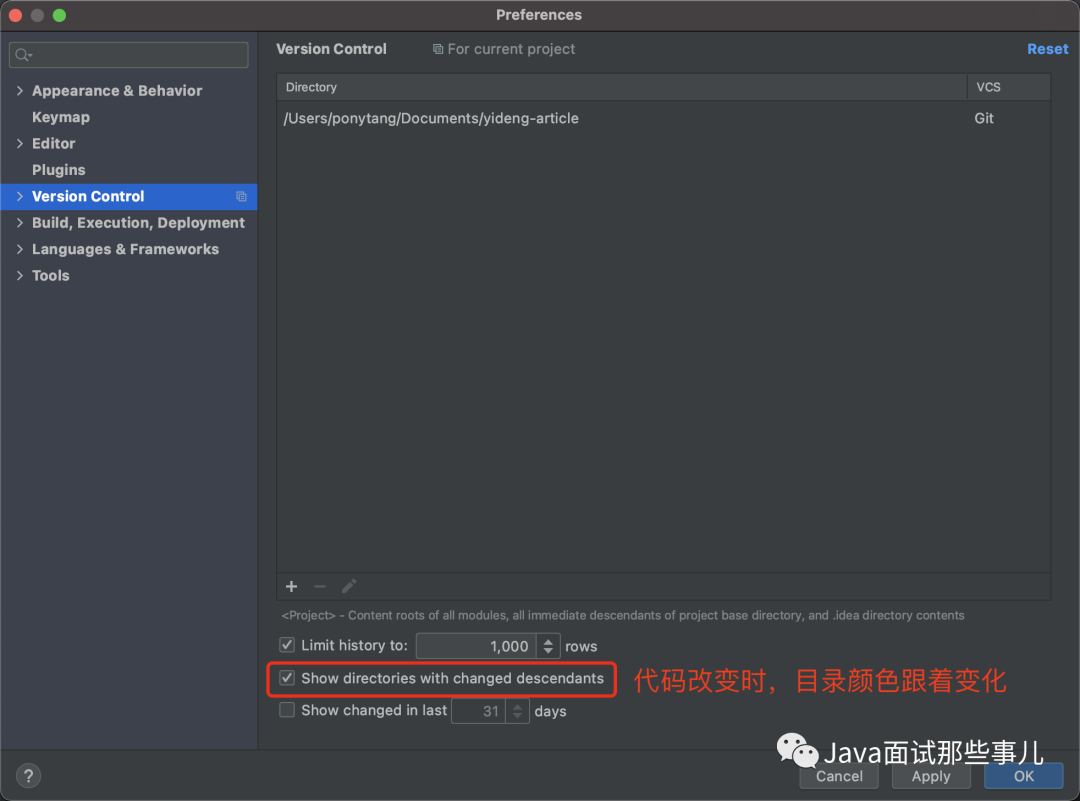 Preferences
Version Control
For current project
Reset
Appearance & Behavior
Keymap
Editor
Plugins
Version Control
Build, Execution, Deployment
Languages & Frameworks
Tools
Directory
VCS
/Users/ponytang/Documents/yideng-article
Git
<Project> - Content roots of all modules, all immediate descendants of project base directory, and .idea directory contents
Limit history to: 1,000 rows
Show directories with changed descendants
代码改变时，目录颜色跟着变化
Show changed in last 31 days
Java面试那些事儿
?
Cancel
Apply
OK